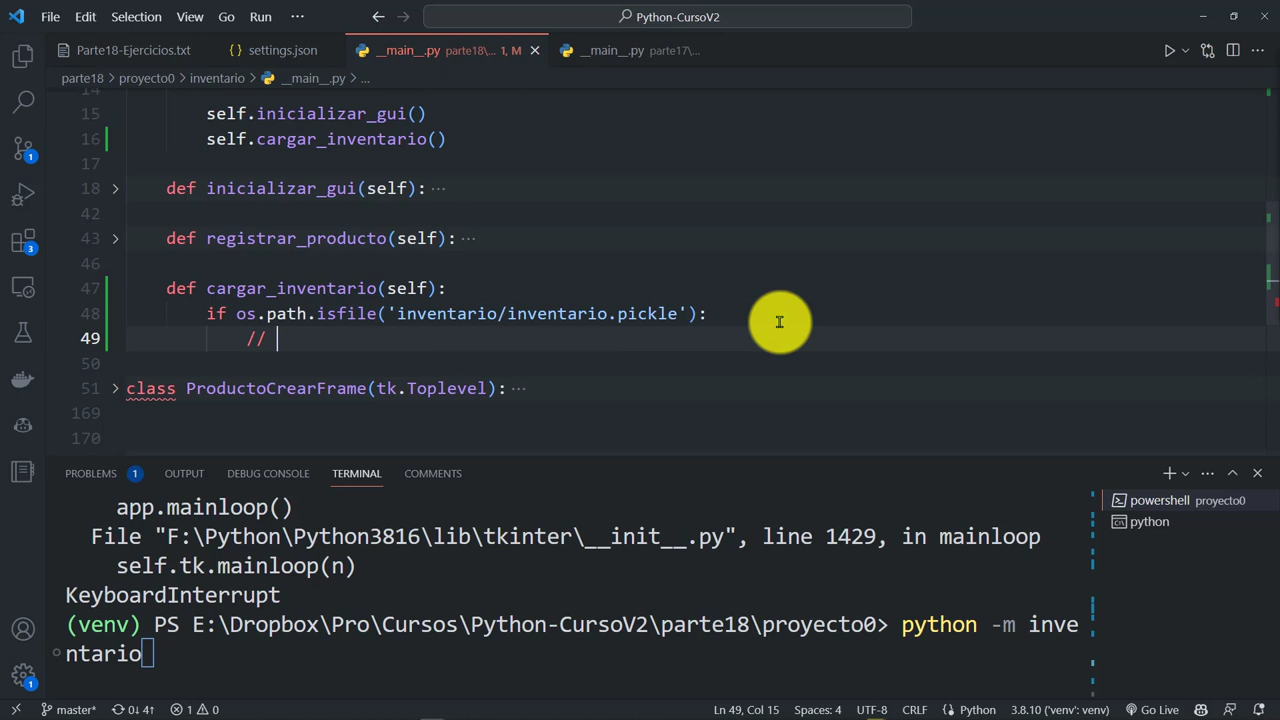 File Edit Selection View Go Run ··· Python-CursoV2
Parte18-Ejercicios.txt {} settings.json __main__.py parte18\... 1, M __main__.py parte17\...
parte18 > proyecto0 > inventario > __main__.py > ...
14
15 self.inicializar_gui()
16 self.cargar_inventario()
17
18 def inicializar_gui(self): ···
42
43 def registrar_producto(self): ···
46
47 def cargar_inventario(self):
48 if os.path.isfile('inventario/inventario.pickle'):
49 //
50
51 class ProductoCrearFrame(tk.Toplevel): ···
169
170
PROBLEMS 1 OUTPUT DEBUG CONSOLE TERMINAL COMMENTS
app.mainloop()
File "F:\Python\Python3816\lib\tkinter\__init__.py", line 1429, in mainloop
self.tk.mainloop(n)
KeyboardInterrupt
(venv) PS E:\Dropbox\Pro\Cursos\Python-CursoV2\parte18\proyecto0> python -m inve
ntario
powershell proyecto0
python
1
3
1
master* 0↓ 4↑ 1 0 Ln 49, Col 15 Spaces: 4 UTF-8 CRLF {} Python 3.8.10 ('venv': venv) Go Live